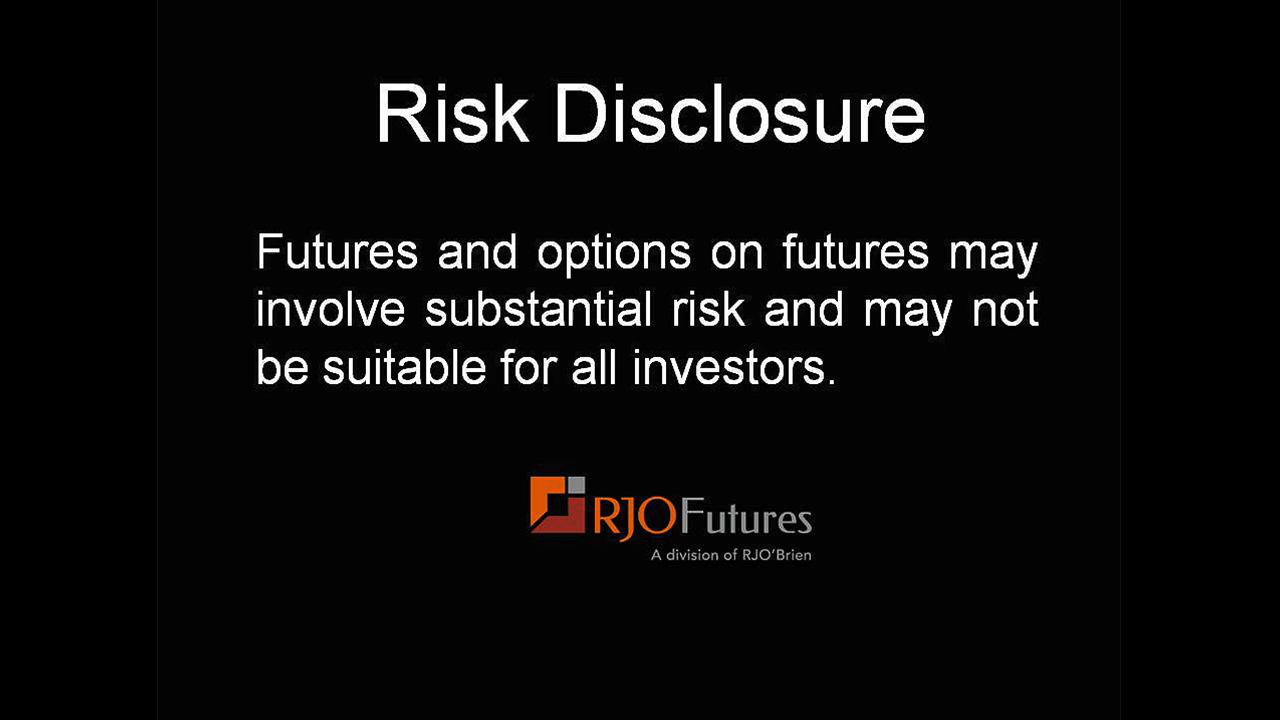 Risk Disclosure
Futures and options on futures may
involve substantial risk and may not
be suitable for all investors.
RJOFutures
A division of RJO'Brien